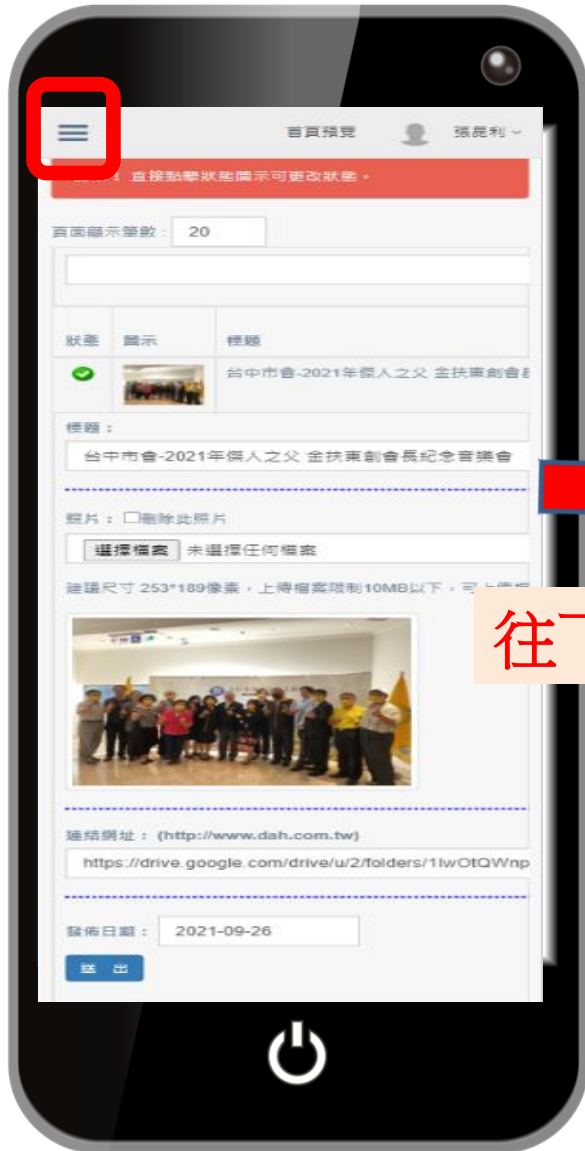 首頁預覽 張昆利
直接點擊狀態圖示可更改狀態。
頁面顯示筆數： 20
狀態 圖示 標題
台中市會-2021年傑人之父 金扶東創會
標題：
台中市會-2021年傑人之父 金扶東創會長紀念音樂會
照片： 刪除此照片
選擇檔案 未選擇任何檔案
建議尺寸 253*189像素，上傳檔案限制10MB以下，可上傳
往下
連結網址： (http://www.dah.com.tw)
https://drive.google.com/drive/u/2/folders/1IwOtQWnp
發佈日期： 2021-09-26
送 出